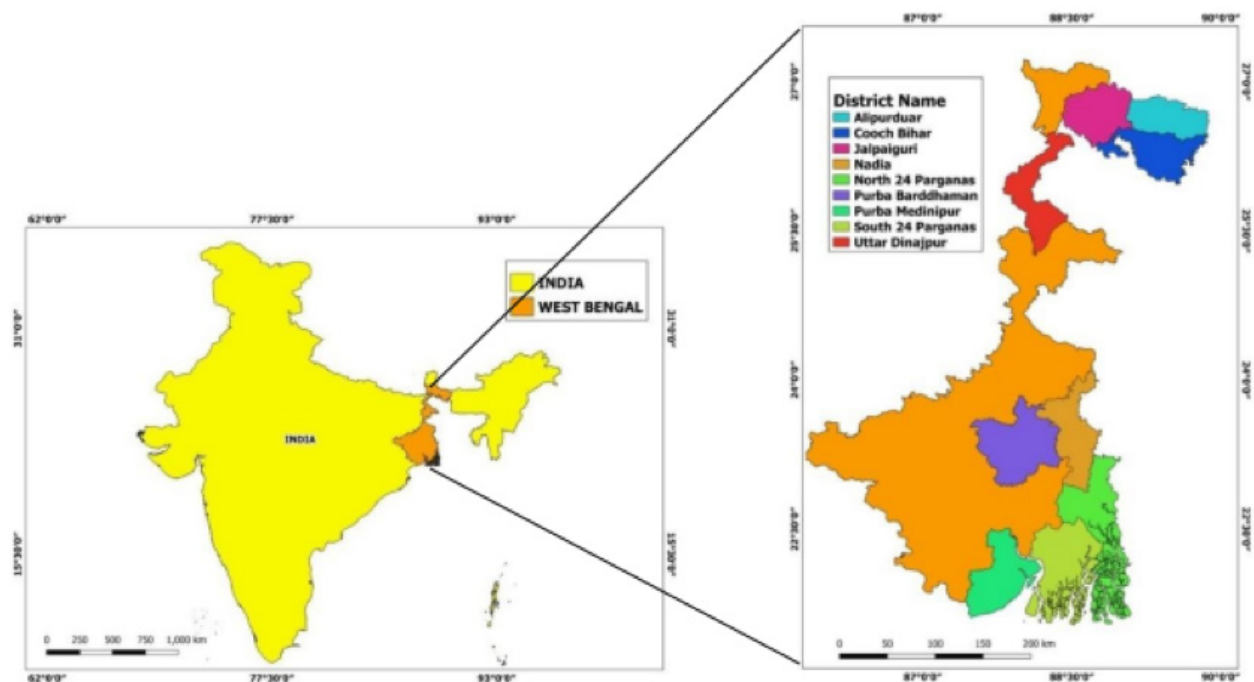 62°0'0"
77°30'0"
93°0'0"
INDIA
WEST BENGAL
31°0'0"
31°0'0"
INDIA
15°30'0"
15°30'0"
0 250 500 750 1,000 km
62°0'0"
77°30'0"
93°0'0"
87°0'0"
88°30'0"
90°0'0"
27°0'0"
27°0'0"
District Name
Alipurduar
Cooch Bihar
Jalpaiguri
Nadia
North 24 Parganas
Purba Barddhaman
Purba Medinipur
South 24 Parganas
Uttar Dinajpur
25°30'0"
25°30'0"
24°0'0"
24°0'0"
22°30'0"
22°30'0"
0 50 100 150 200 km
87°0'0"
88°30'0"
90°0'0"